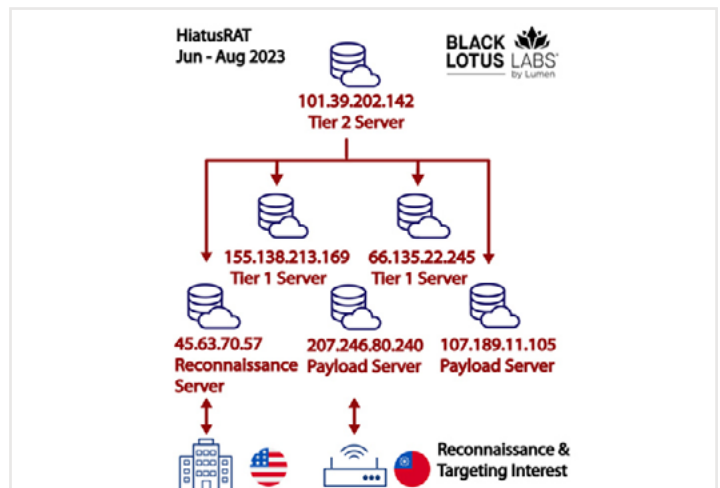 HiatusRAT
Jun - Aug 2023
BLACK
LOTUS LABS
by Lumen
101.39.202.142
Tier 2 Server
155.138.213.169
Tier 1 Server
66.135.22.245
Tier 1 Server
45.63.70.57
Reconnaissance
Server
207.246.80.240
Payload Server
107.189.11.105
Payload Server
Reconnaissance &
Targeting Interest